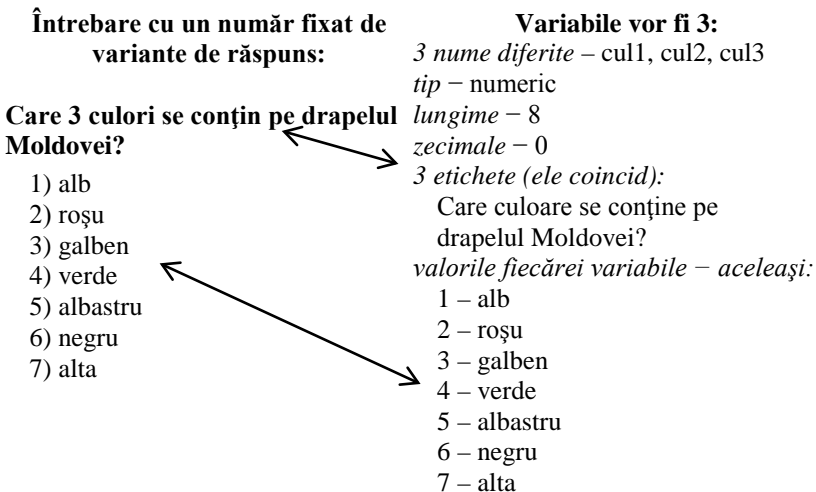 Întrebare cu un număr fixat de
variante de răspuns:
Care 3 culori se conţin pe drapelul
Moldovei?
1) alb
2) roşu
3) galben
4) verde
5) albastru
6) negru
7) alta
Variabile vor fi 3:
3 nume diferite – cul1, cul2, cul3
tip − numeric
lungime − 8
zecimale − 0
3 etichete (ele coincid):
Care culoare se conţine pe
drapelul Moldovei?
valorile fiecărei variabile − aceleaşi:
1 – alb
2 – roşu
3 – galben
4 – verde
5 – albastru
6 – negru
7 – alta